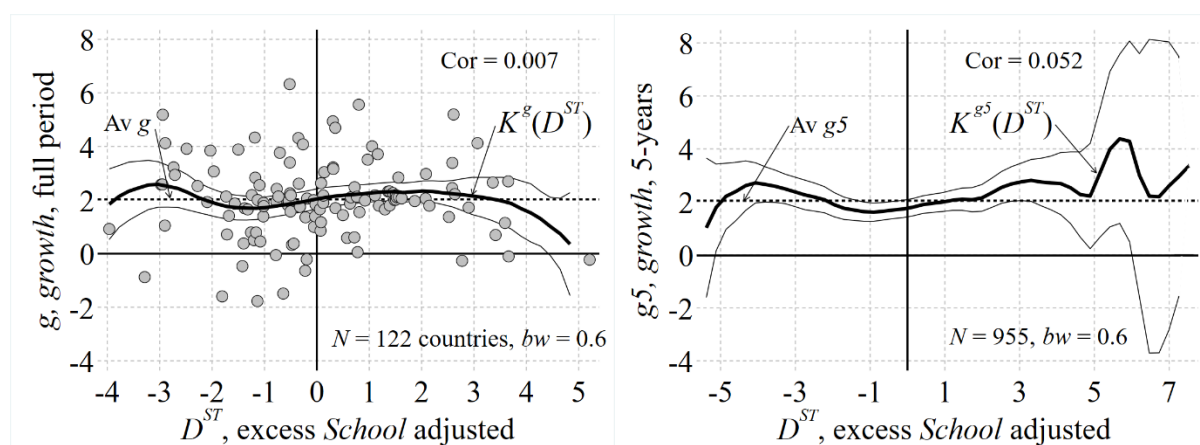 8
6
4
2
0
-2
-4
g, growth, full period
Cor = 0.007
Av g
K^g(D^ST)
N = 122 countries, bw = 0.6
-4 -3 -2 -1 0 1 2 3 4 5
D^ST, excess School adjusted
8
6
4
2
0
-2
-4
g5, growth, 5-years
Cor = 0.052
Av g5
K^g5(D^ST)
N = 955, bw = 0.6
-5 -3 -1 1 3 5 7
D^ST, excess School adjusted